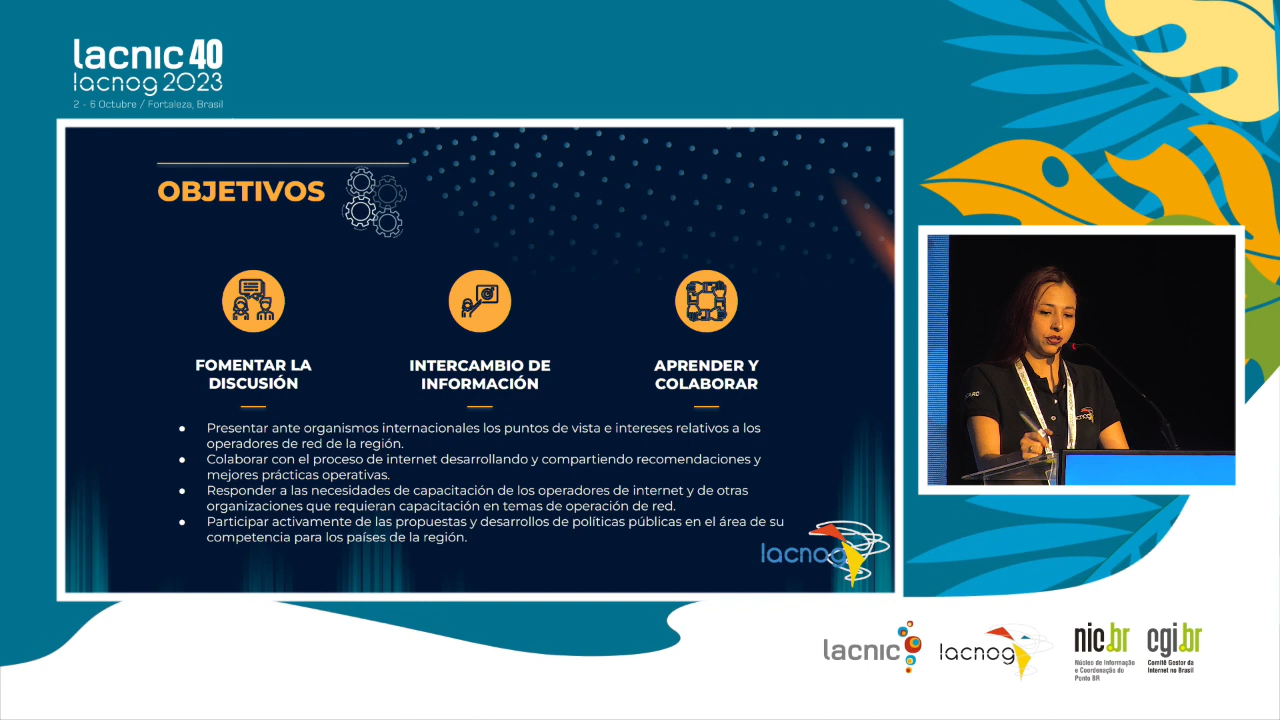 lacnic 40
lacnog 2023
2 - 6 Octubre / Fortaleza, Brasil
OBJETIVOS
FOMENTAR LA
DISCUSIÓN
INTERCAMBIO DE
INFORMACIÓN
APRENDER Y
COLABORAR
● Presentar ante organismos internacionales los puntos de vista e intereses relativos a los
operadores de red de la región.
● Colaborar con el proceso de internet desarrollando y compartiendo recomendaciones y
mejores prácticas operativas.
● Responder a las necesidades de capacitación de los operadores de internet y de otras
organizaciones que requieran capacitación en temas de operación de red.
● Participar activamente de las propuestas y desarrollos de políticas públicas en el área de su
competencia para los países de la región.
lacnog
lacnic
lacnog
nic.br
Núcleo de Informação
e Coordenação do
Ponto BR
cgi.br
Comitê Gestor da
Internet no Brasil